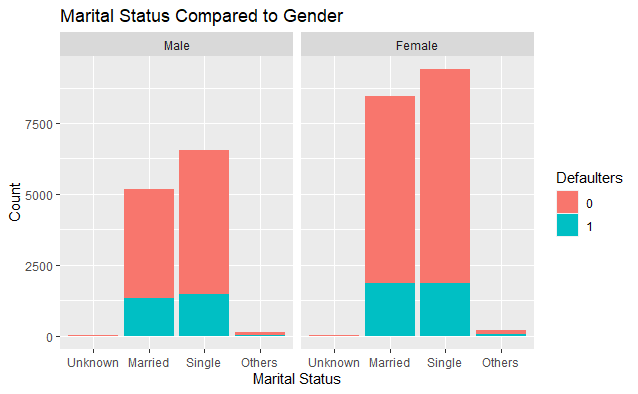 Marital Status Compared to Gender
Male
Female
Count
7500
5000
2500
0
Unknown Married Single Others
Unknown Married Single Others
Marital Status
Defaulters
0
1